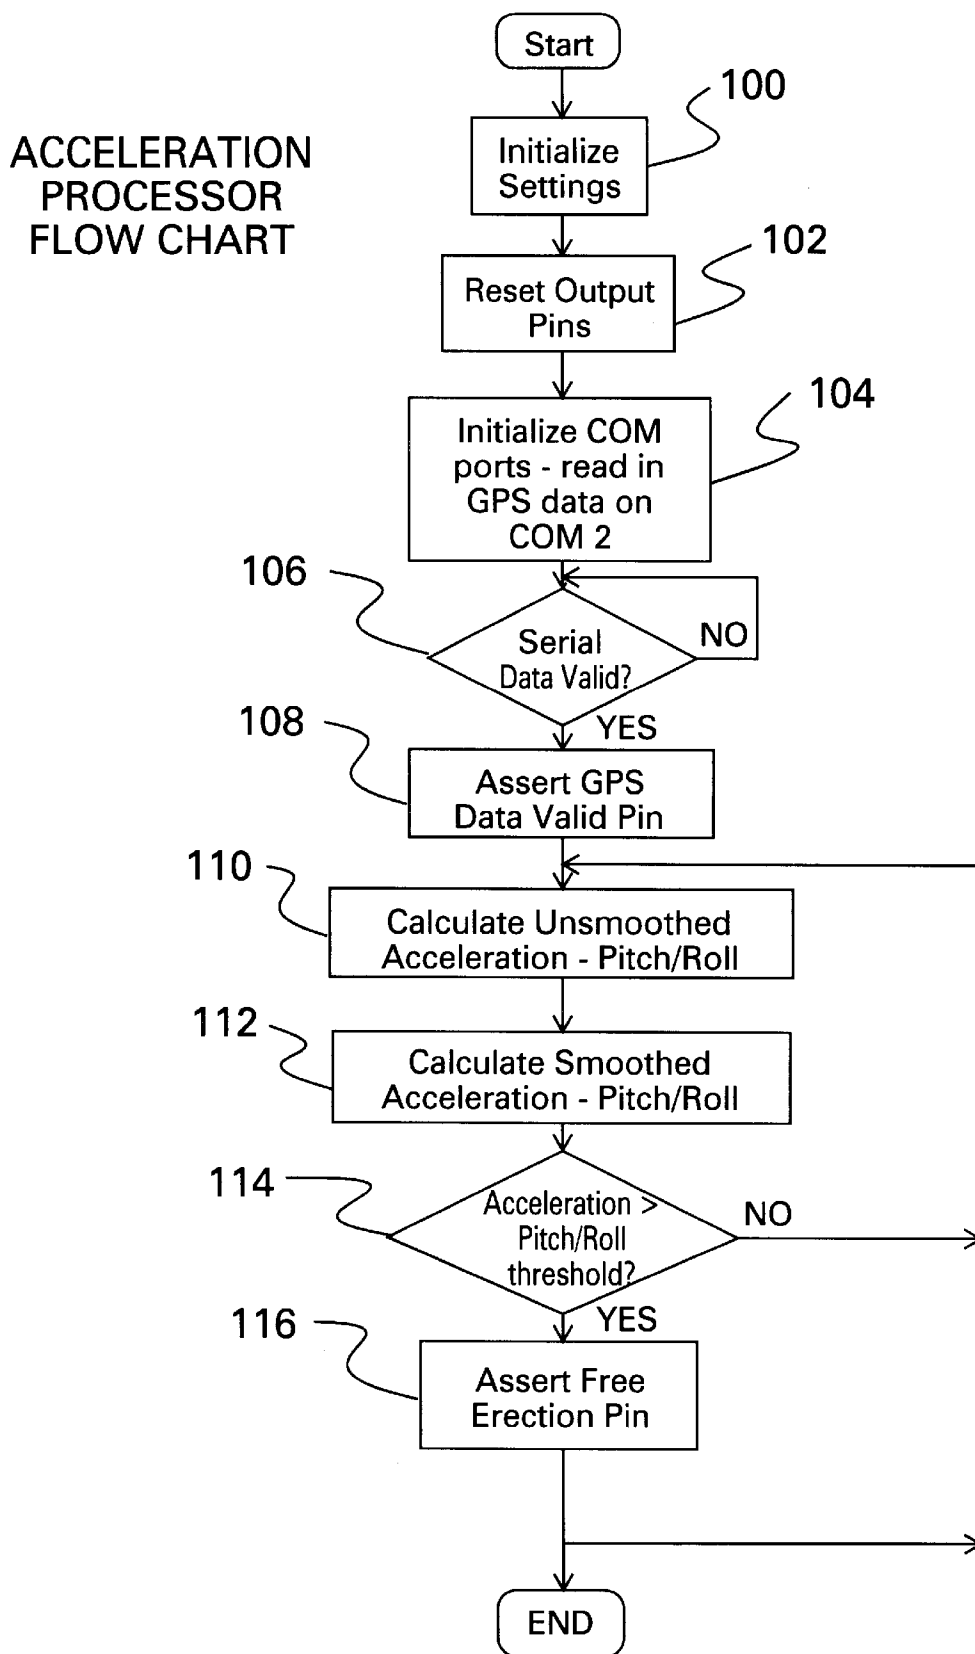 Start
100
ACCELERATION
PROCESSOR
FLOW CHART
Initialize
Settings
102
Reset Output
Pins
104
Initialize COM
ports - read in
GPS data on
COM 2
106
Serial
Data Valid?
NO
YES
108
Assert GPS
Data Valid Pin
110
Calculate Unsmoothed
Acceleration - Pitch/Roll
112
Calculate Smoothed
Acceleration - Pitch/Roll
114
Acceleration >
Pitch/Roll
threshold?
NO
YES
116
Assert Free
Erection Pin
END